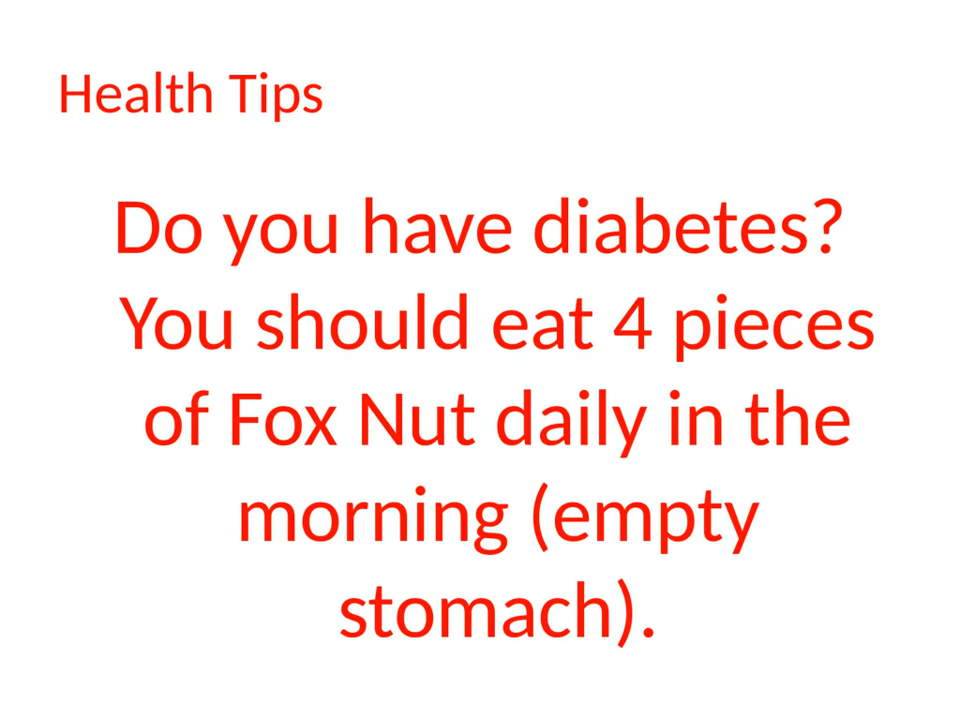 Health Tips
Do you have diabetes?
You should eat 4 pieces
of Fox Nut daily in the
morning (empty
stomach).